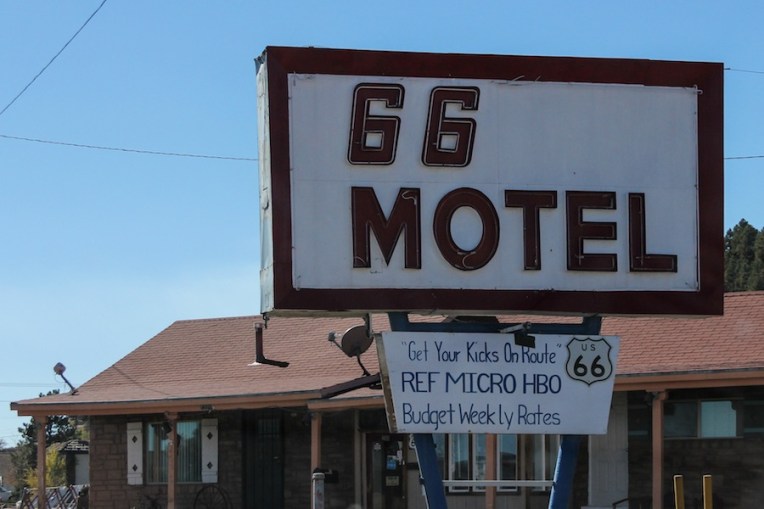 66
MOTEL
"Get Your Kicks On Route"
US
66
REF MICRO HBO
Budget Weekly Rates